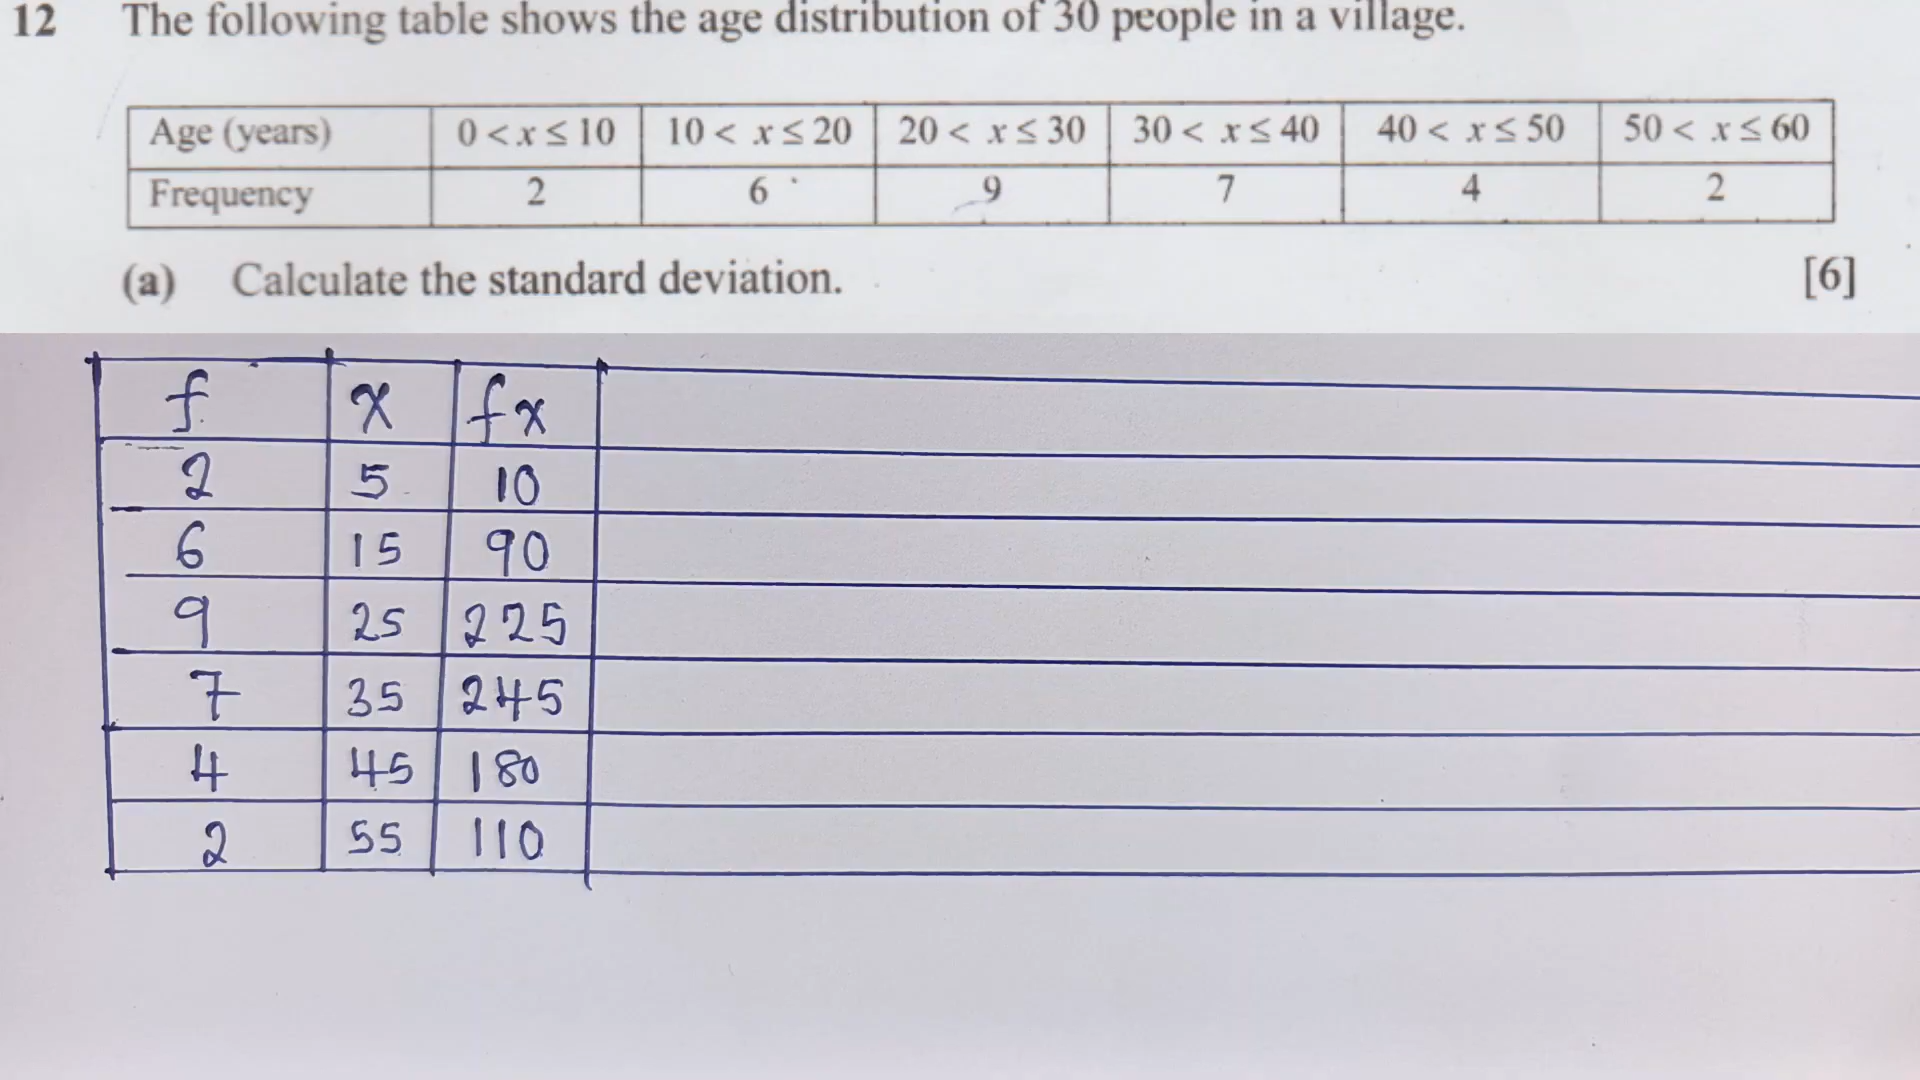 12 The following table shows the age distribution of 30 people in a village.
Age (years) 0 < x ≤ 10 10 < x ≤ 20 20 < x ≤ 30 30 < x ≤ 40 40 < x ≤ 50 50 < x ≤ 60
Frequency 2 6 9 7 4 2
(a) Calculate the standard deviation. [6]
f x fx
2 5 10
6 15 90
9 25 225
7 35 245
4 45 180
2 55 110